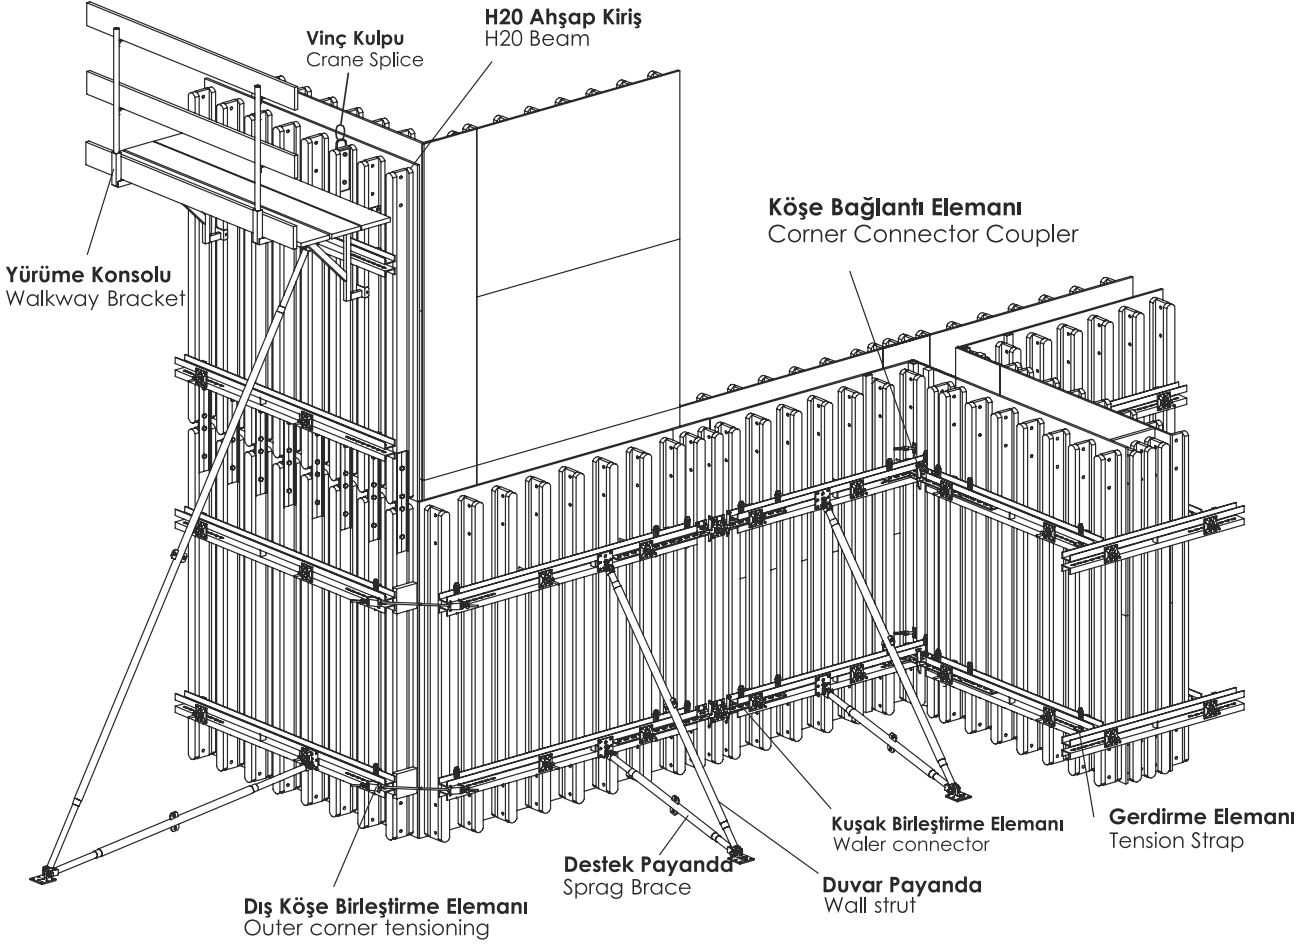 H20 Ahşap Kiriş
H20 Beam
Vinç Kulpu
Crane Splice
Köşe Bağlantı Elemanı
Corner Connector Coupler
Yürüme Konsolu
Walkway Bracket
Gerdirme Elemanı
Tension Strap
Kuşak Birleştirme Elemanı
Waler connector
Destek Payanda
Sprag Brace
Duvar Payanda
Wall strut
Dış Köşe Birleştirme Elemanı
Outer corner tensioning